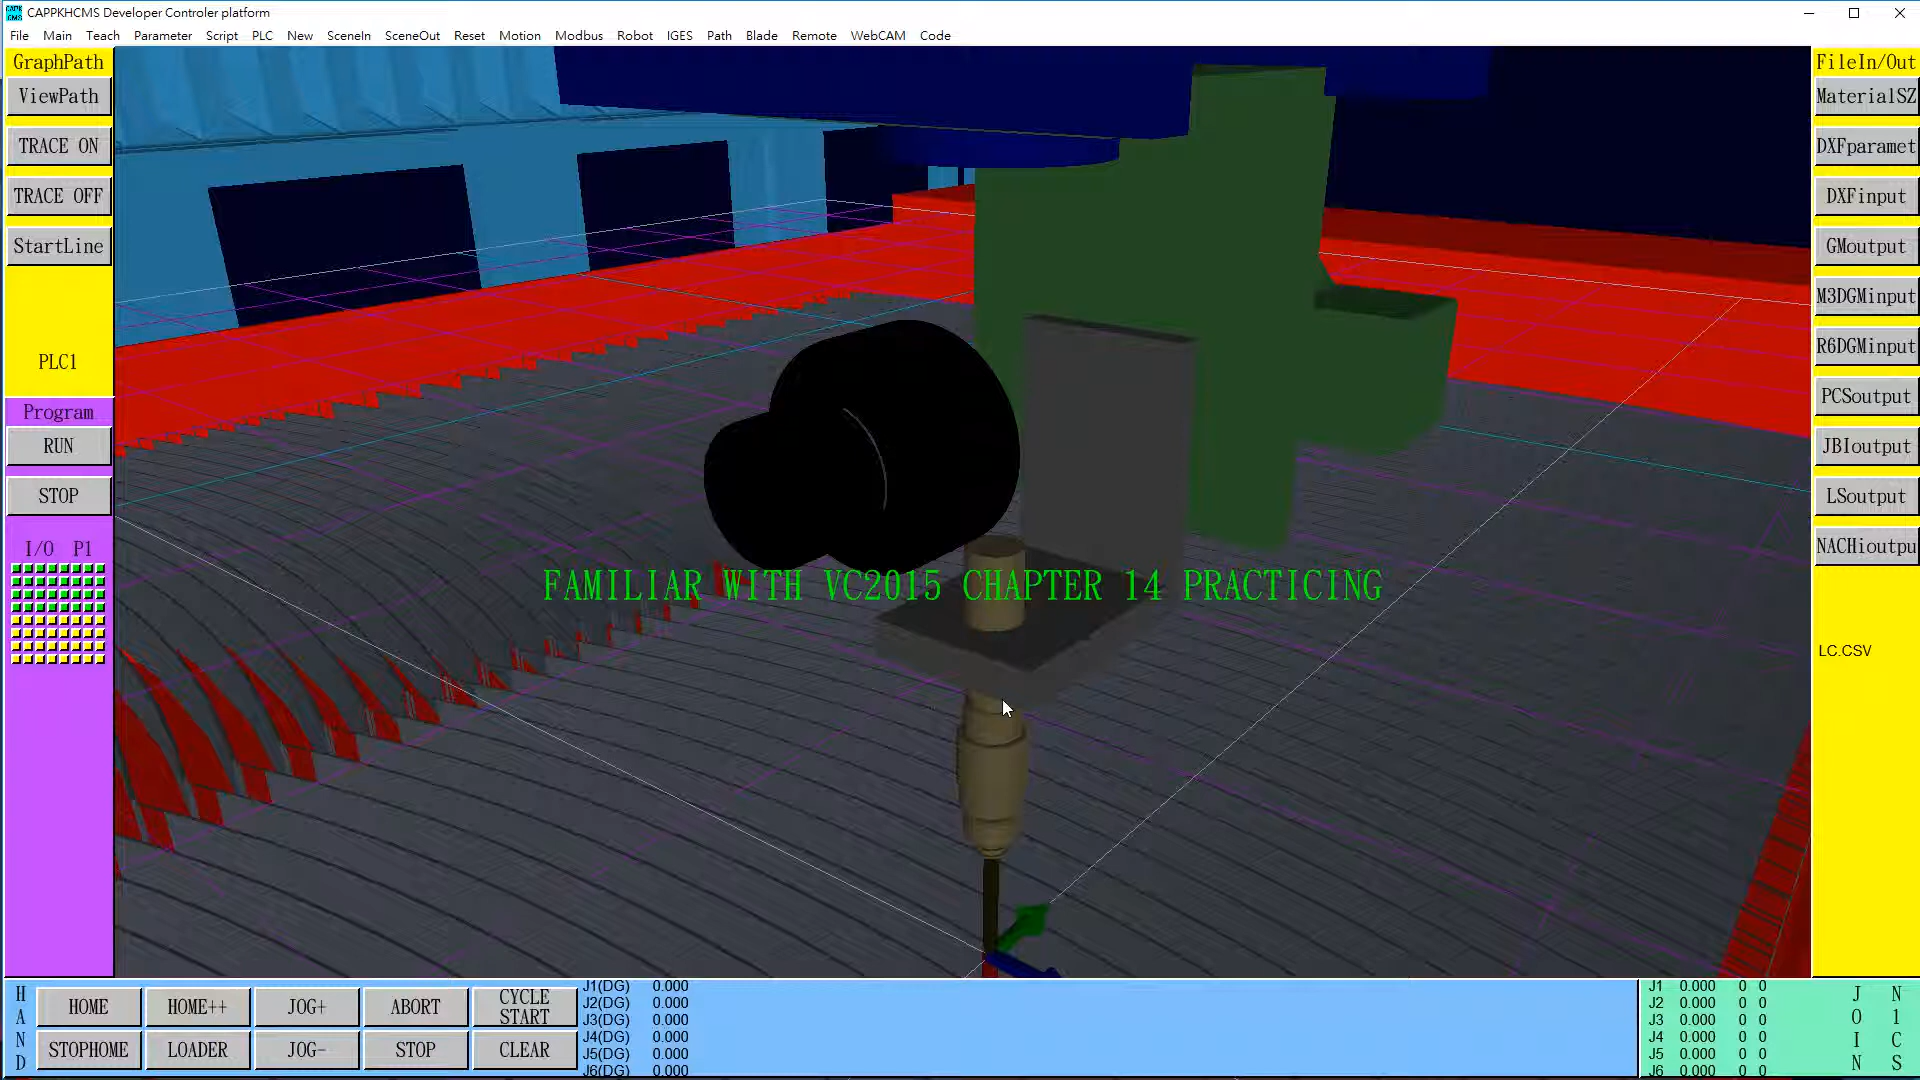 CAPPKHCMS Developer Controler platform
File Main Teach Parameter Script PLC New SceneIn SceneOut Reset Motion Modbus Robot IGES Path Blade Remote WebCAM Code
GraphPath
ViewPath
TRACE ON
TRACE OFF
StartLine
PLC1
Program
RUN
STOP
I/O P1
FAMILIAR WITH VC2015 CHAPTER 14 PRACTICING
FileIn/Out
MaterialSZ
DXFparamet
DXFinput
GMoutput
M3DGMinput
R6DGMinput
PCSoutput
JBIoutput
LSoutput
NACHioutpu
LC.CSV
HAND
HOME HOME++ JOG+ ABORT CYCLE START
STOPHOME LOADER JOG- STOP CLEAR
J1(DG) 0.000
J2(DG) 0.000
J3(DG) 0.000
J4(DG) 0.000
J5(DG) 0.000
J6(DG) 0.000
J1 0.000 0 0
J2 0.000 0 0
J3 0.000 0 0
J4 0.000 0 0
J5 0.000 0 0
J6 0.000 0 0
JOIN
N1CS